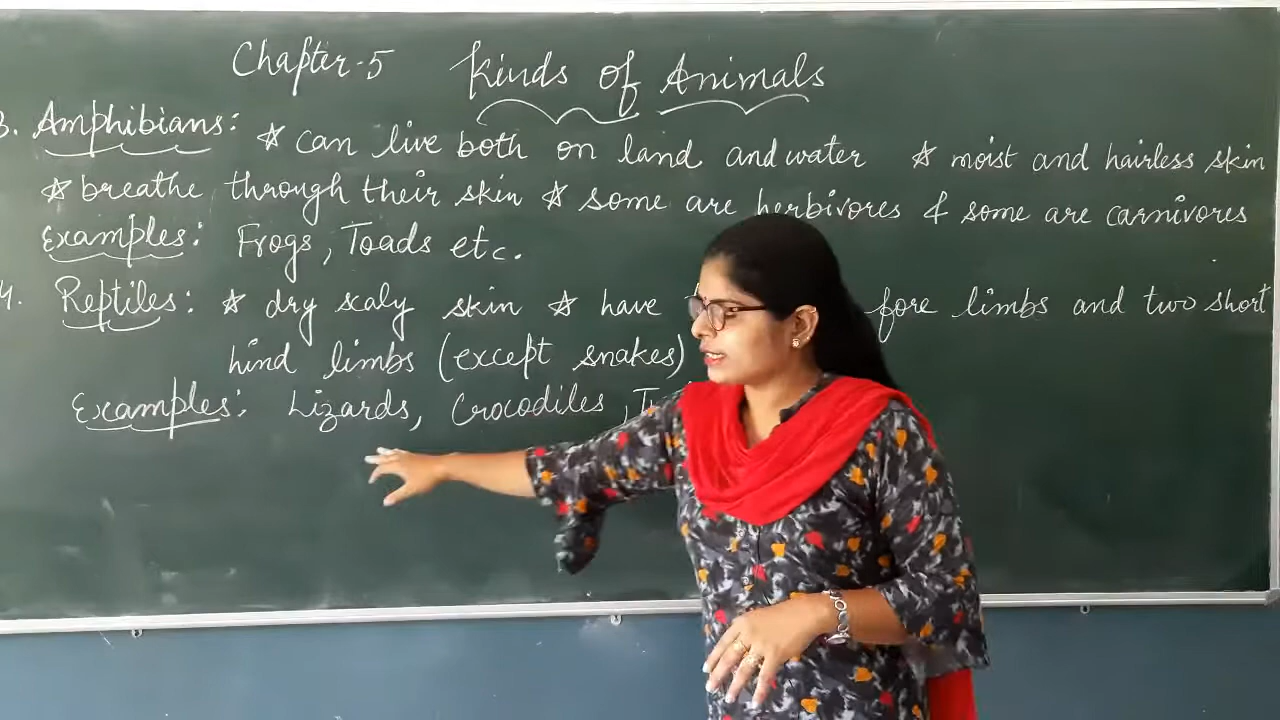 Chapter-5 Kinds of Animals
3. Amphibians: * can live both on land and water * moist and hairless skin
* breathe through their skin * some are herbivores & some are carnivores
Examples: Frogs, Toads etc.
4. Reptiles: * dry scaly skin * have fore limbs and two short
hind limbs (except snakes)
Examples: Lizards, Crocodiles,